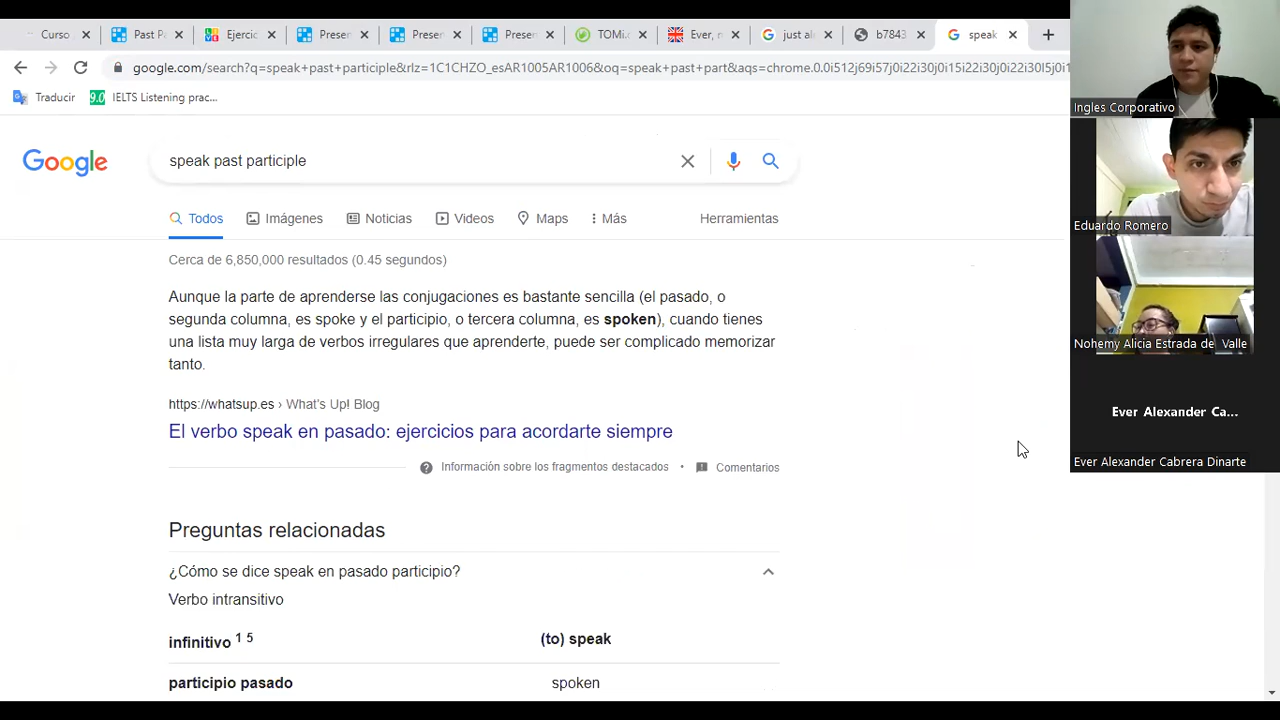 Curso
Past P
Ejercic
Presen
Presen
Presen
TOMi.c
Ever, n
just al
b7843
speak
google.com/search?q=speak+past+participle&rlz=1C1CHZO_esAR1005AR1006&oq=speak+past+part&aqs=chrome.0.0i512j69i57j0i22i30j0i15i22i30j0i22i30l5j0i1
Traducir
9.0 IELTS Listening prac...
Google
speak past participle
Todos
Imágenes
Noticias
Videos
Maps
Más
Herramientas
Cerca de 6,850,000 resultados (0.45 segundos)
Aunque la parte de aprenderse las conjugaciones es bastante sencilla (el pasado, o
segunda columna, es spoke y el participio, o tercera columna, es spoken), cuando tienes
una lista muy larga de verbos irregulares que aprenderte, puede ser complicado memorizar
tanto.
https://whatsup.es › What's Up! Blog
El verbo speak en pasado: ejercicios para acordarte siempre
Información sobre los fragmentos destacados • Comentarios
Preguntas relacionadas
¿Cómo se dice speak en pasado participio?
Verbo intransitivo
infinitivo 1 5 (to) speak
participio pasado spoken
Ingles Corporativo
Eduardo Romero
Nohemy Alicia Estrada de Valle
Ever Alexander Ca...
Ever Alexander Cabrera Dinarte